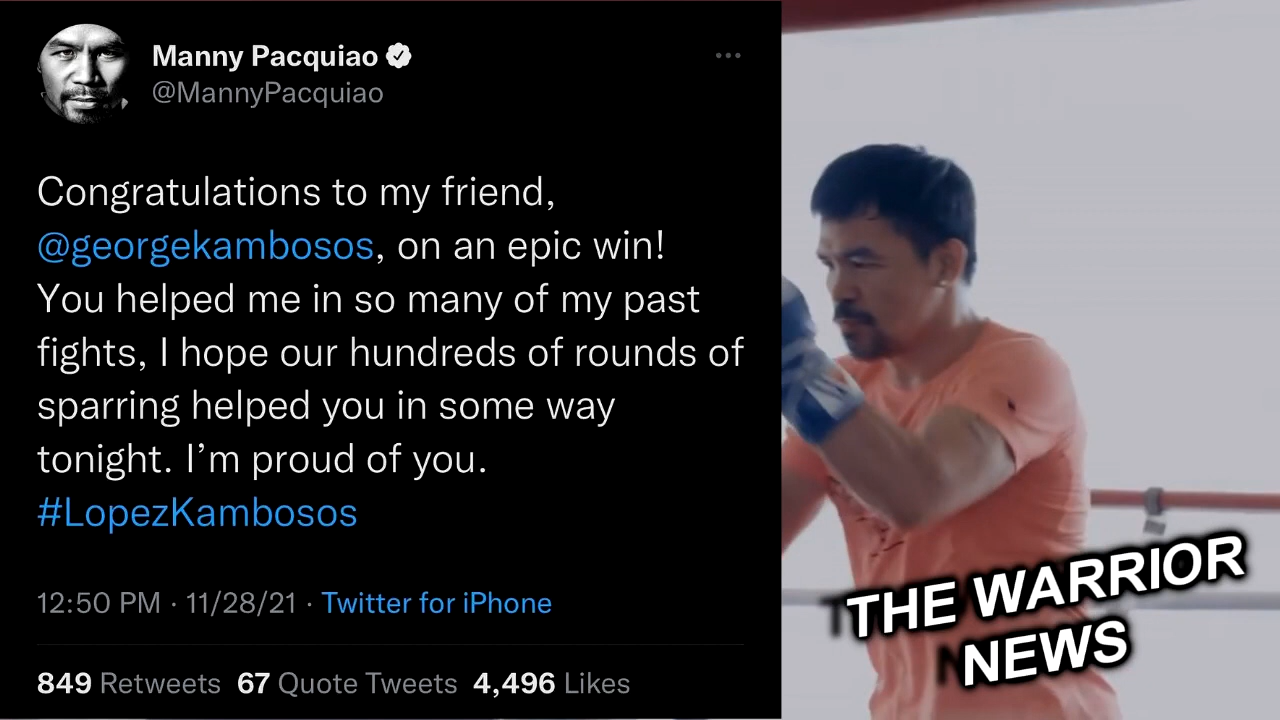 Manny Pacquiao
@MannyPacquiao
Congratulations to my friend,
@georgekambosos, on an epic win!
You helped me in so many of my past
fights, I hope our hundreds of rounds of
sparring helped you in some way
tonight. I’m proud of you.
#LopezKambosos
12:50 PM · 11/28/21 · Twitter for iPhone
849 Retweets 67 Quote Tweets 4,496 Likes
THE WARRIOR
NEWS